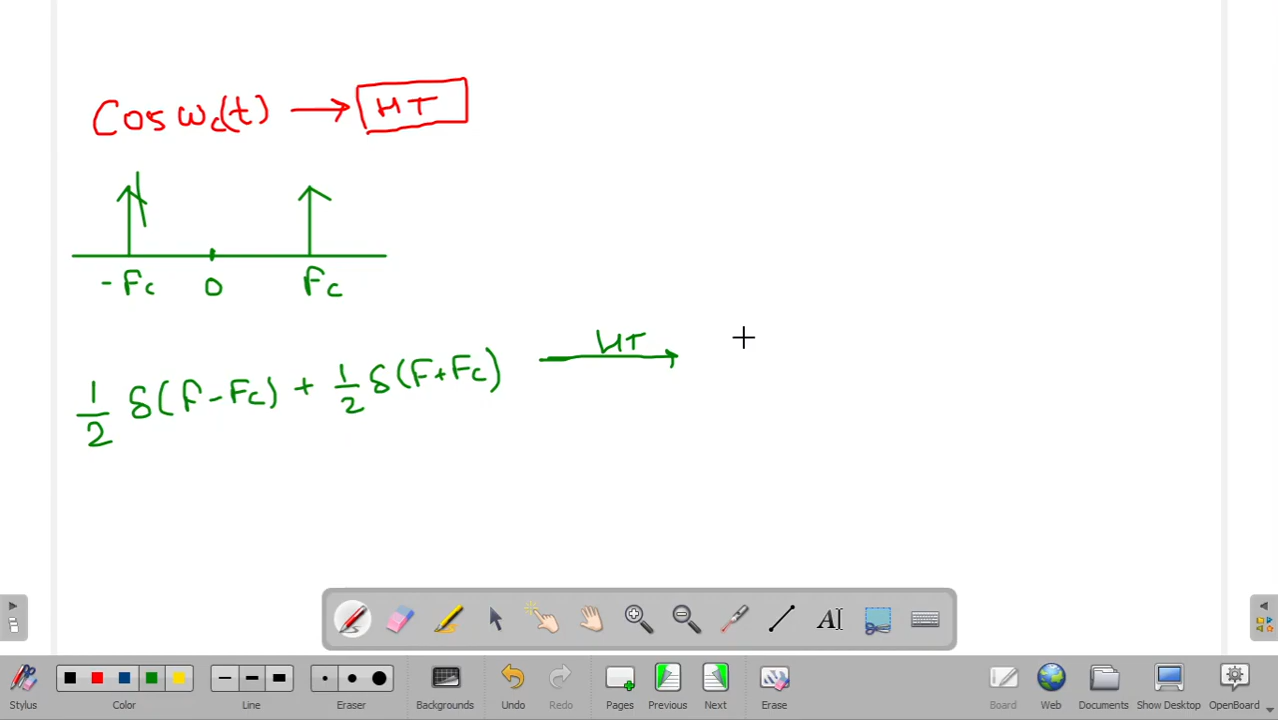 Cos ωc(t) → HT
-Fc 0 Fc
HT
1/2 δ(F-Fc) + 1/2 δ(F+Fc)
Stylus Color Line Eraser Backgrounds Undo Redo Pages Previous Next Erase Board Web Documents Show Desktop OpenBoard